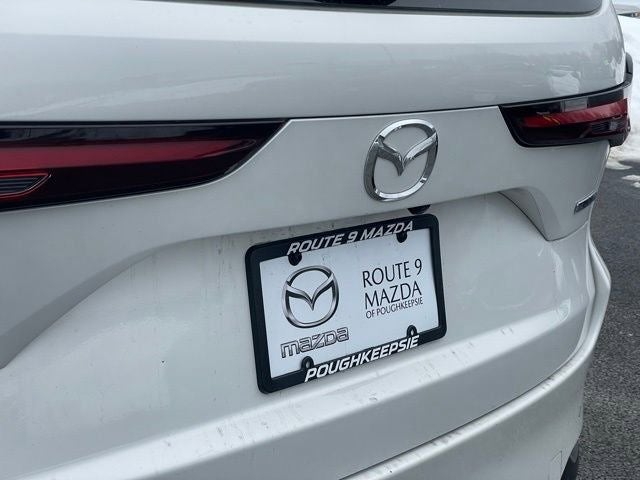 ROUTE 9 MAZDA
ROUTE 9
MAZDA
OF POUGHKEEPSIE
mazda
POUGHKEEPSIE